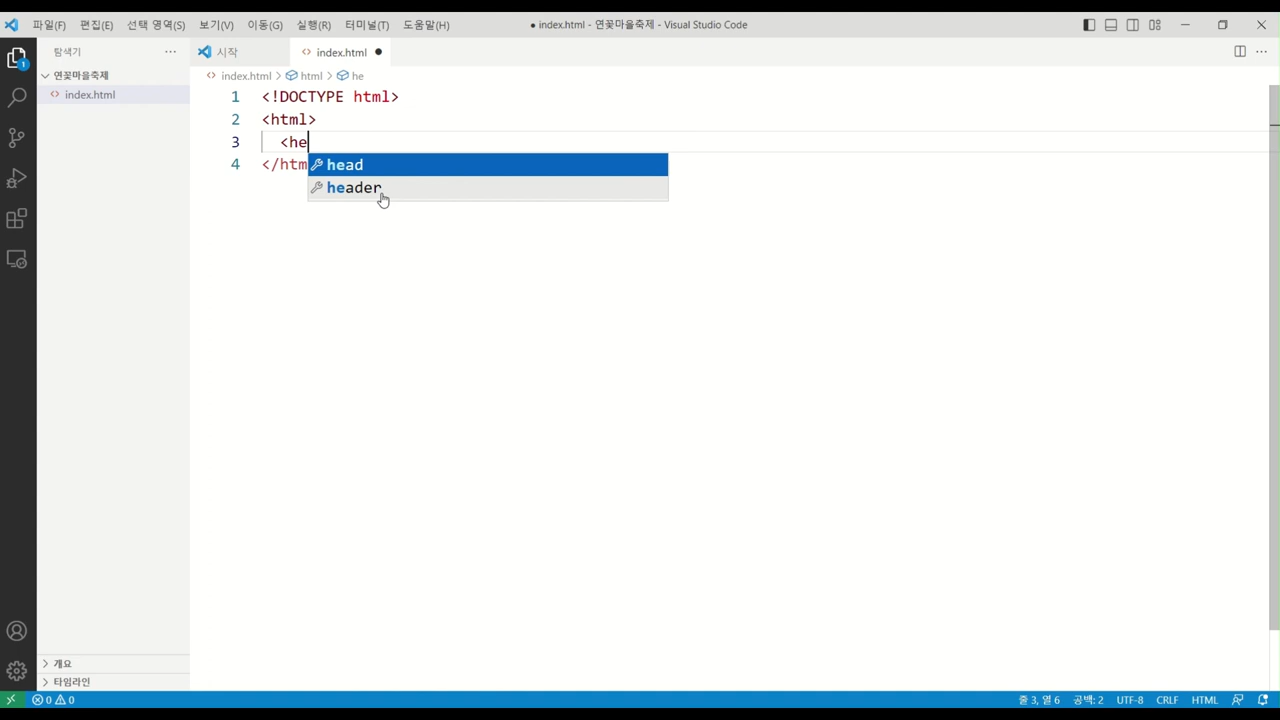 파일(F) 편집(E) 선택 영역(S) 보기(V) 이동(G) 실행(R) 터미널(T) 도움말(H)
● index.html - 연꽃마을축제 - Visual Studio Code
탐색기
시작
index.html
index.html > html > he
1
연꽃마을축제
index.html
1 <!DOCTYPE html>
2 <html>
3 <he
4 </htm
head
header
개요
타임라인
0 0
줄 3, 열 6 공백: 2 UTF-8 CRLF HTML